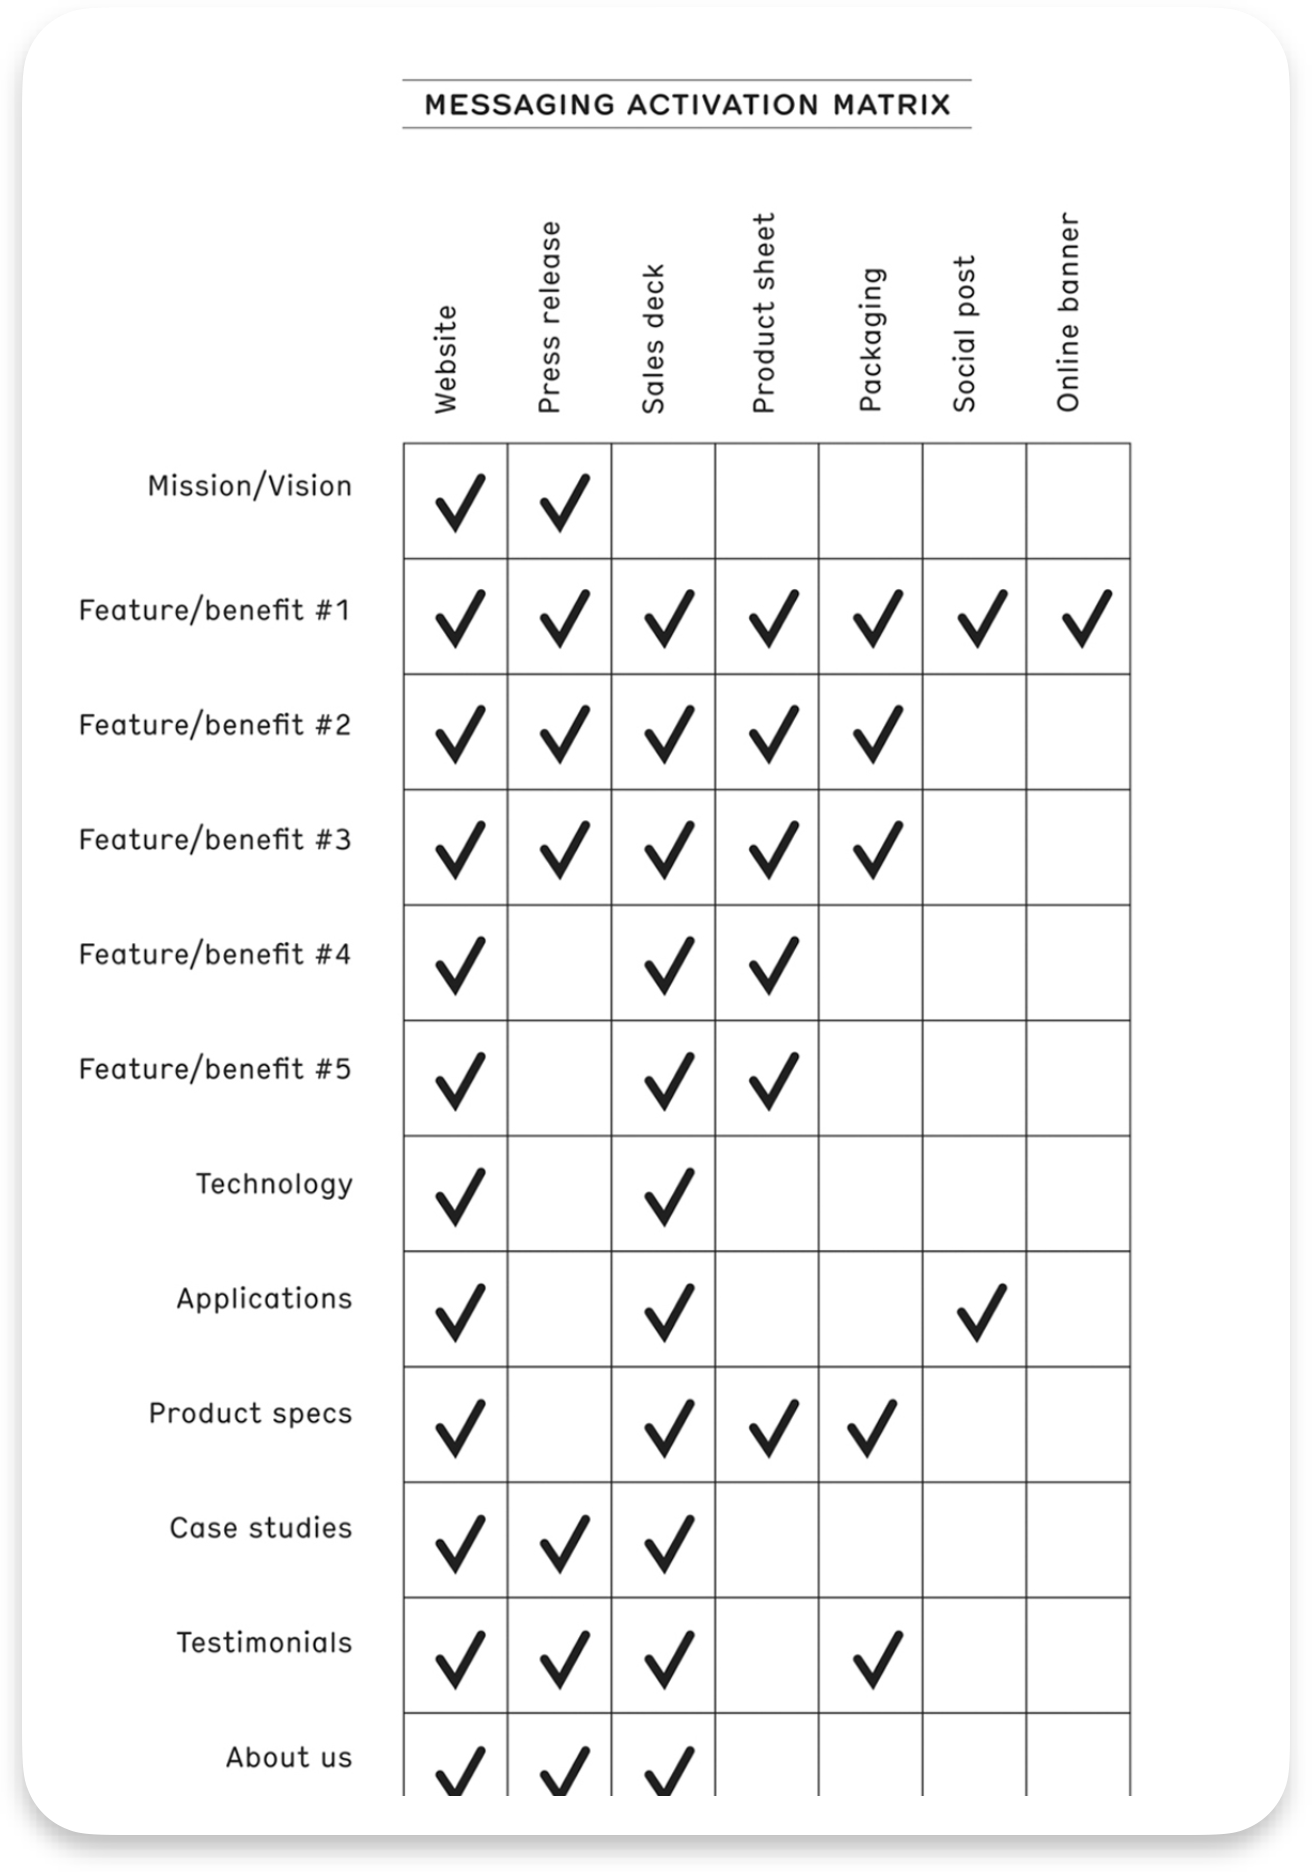 MESSAGING ACTIVATION MATRIX
Website
Press release
Sales deck
Product sheet
Packaging
Social post
Online banner
Mission/Vision
Feature/benefit #1
Feature/benefit #2
Feature/benefit #3
Feature/benefit #4
Feature/benefit #5
Technology
Applications
Product specs
Case studies
Testimonials
About us